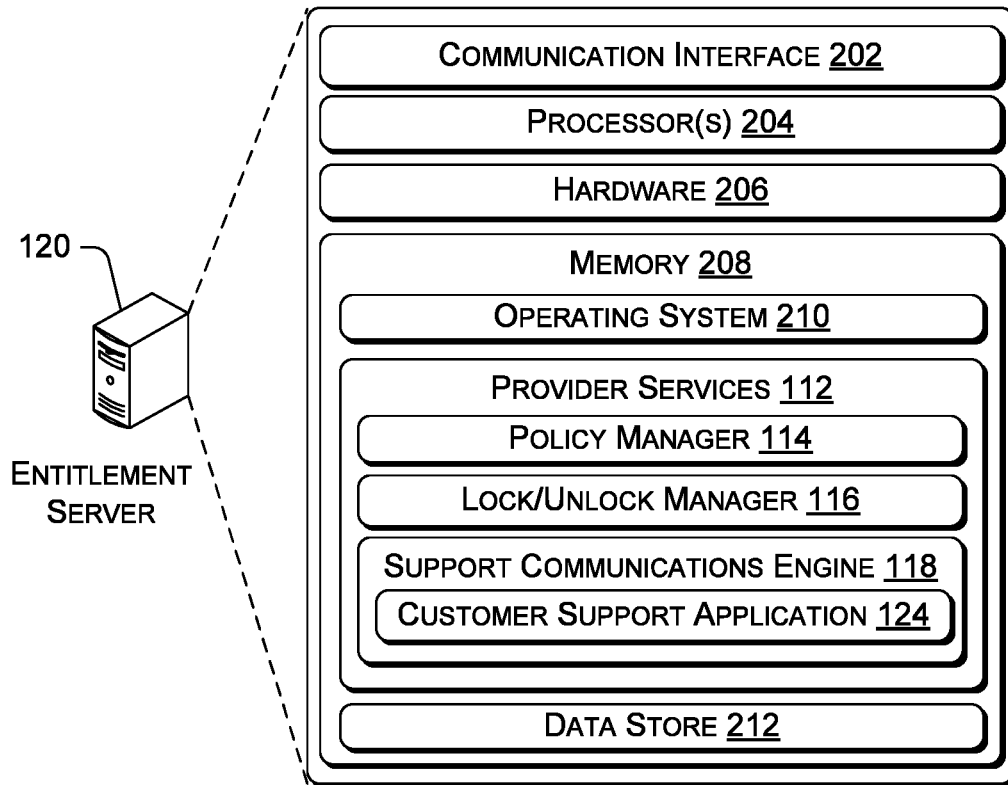 COMMUNICATION INTERFACE 202
PROCESSOR(S) 204
HARDWARE 206
120
MEMORY 208
OPERATING SYSTEM 210
PROVIDER SERVICES 112
POLICY MANAGER 114
ENTITLEMENT
SERVER
LOCK/UNLOCK MANAGER 116
SUPPORT COMMUNICATIONS ENGINE 118
CUSTOMER SUPPORT APPLICATION 124
DATA STORE 212